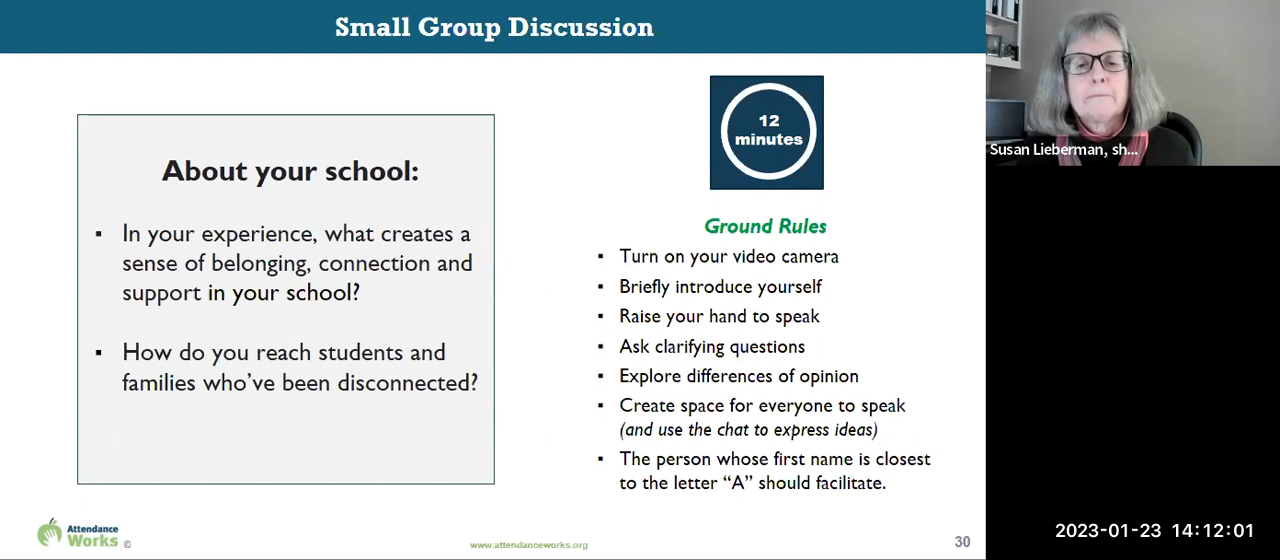 Small Group Discussion
12
minutes
About your school:
▪ In your experience, what creates a
sense of belonging, connection and
support in your school?
▪ How do you reach students and
families who've been disconnected?
Ground Rules
▪ Turn on your video camera
▪ Briefly introduce yourself
▪ Raise your hand to speak
▪ Ask clarifying questions
▪ Explore differences of opinion
▪ Create space for everyone to speak
(and use the chat to express ideas)
▪ The person whose first name is closest
to the letter “A” should facilitate.
Attendance
Works ©
www.attendanceworks.org
30
Susan Lieberman, sh...
2023-01-23 14:12:01